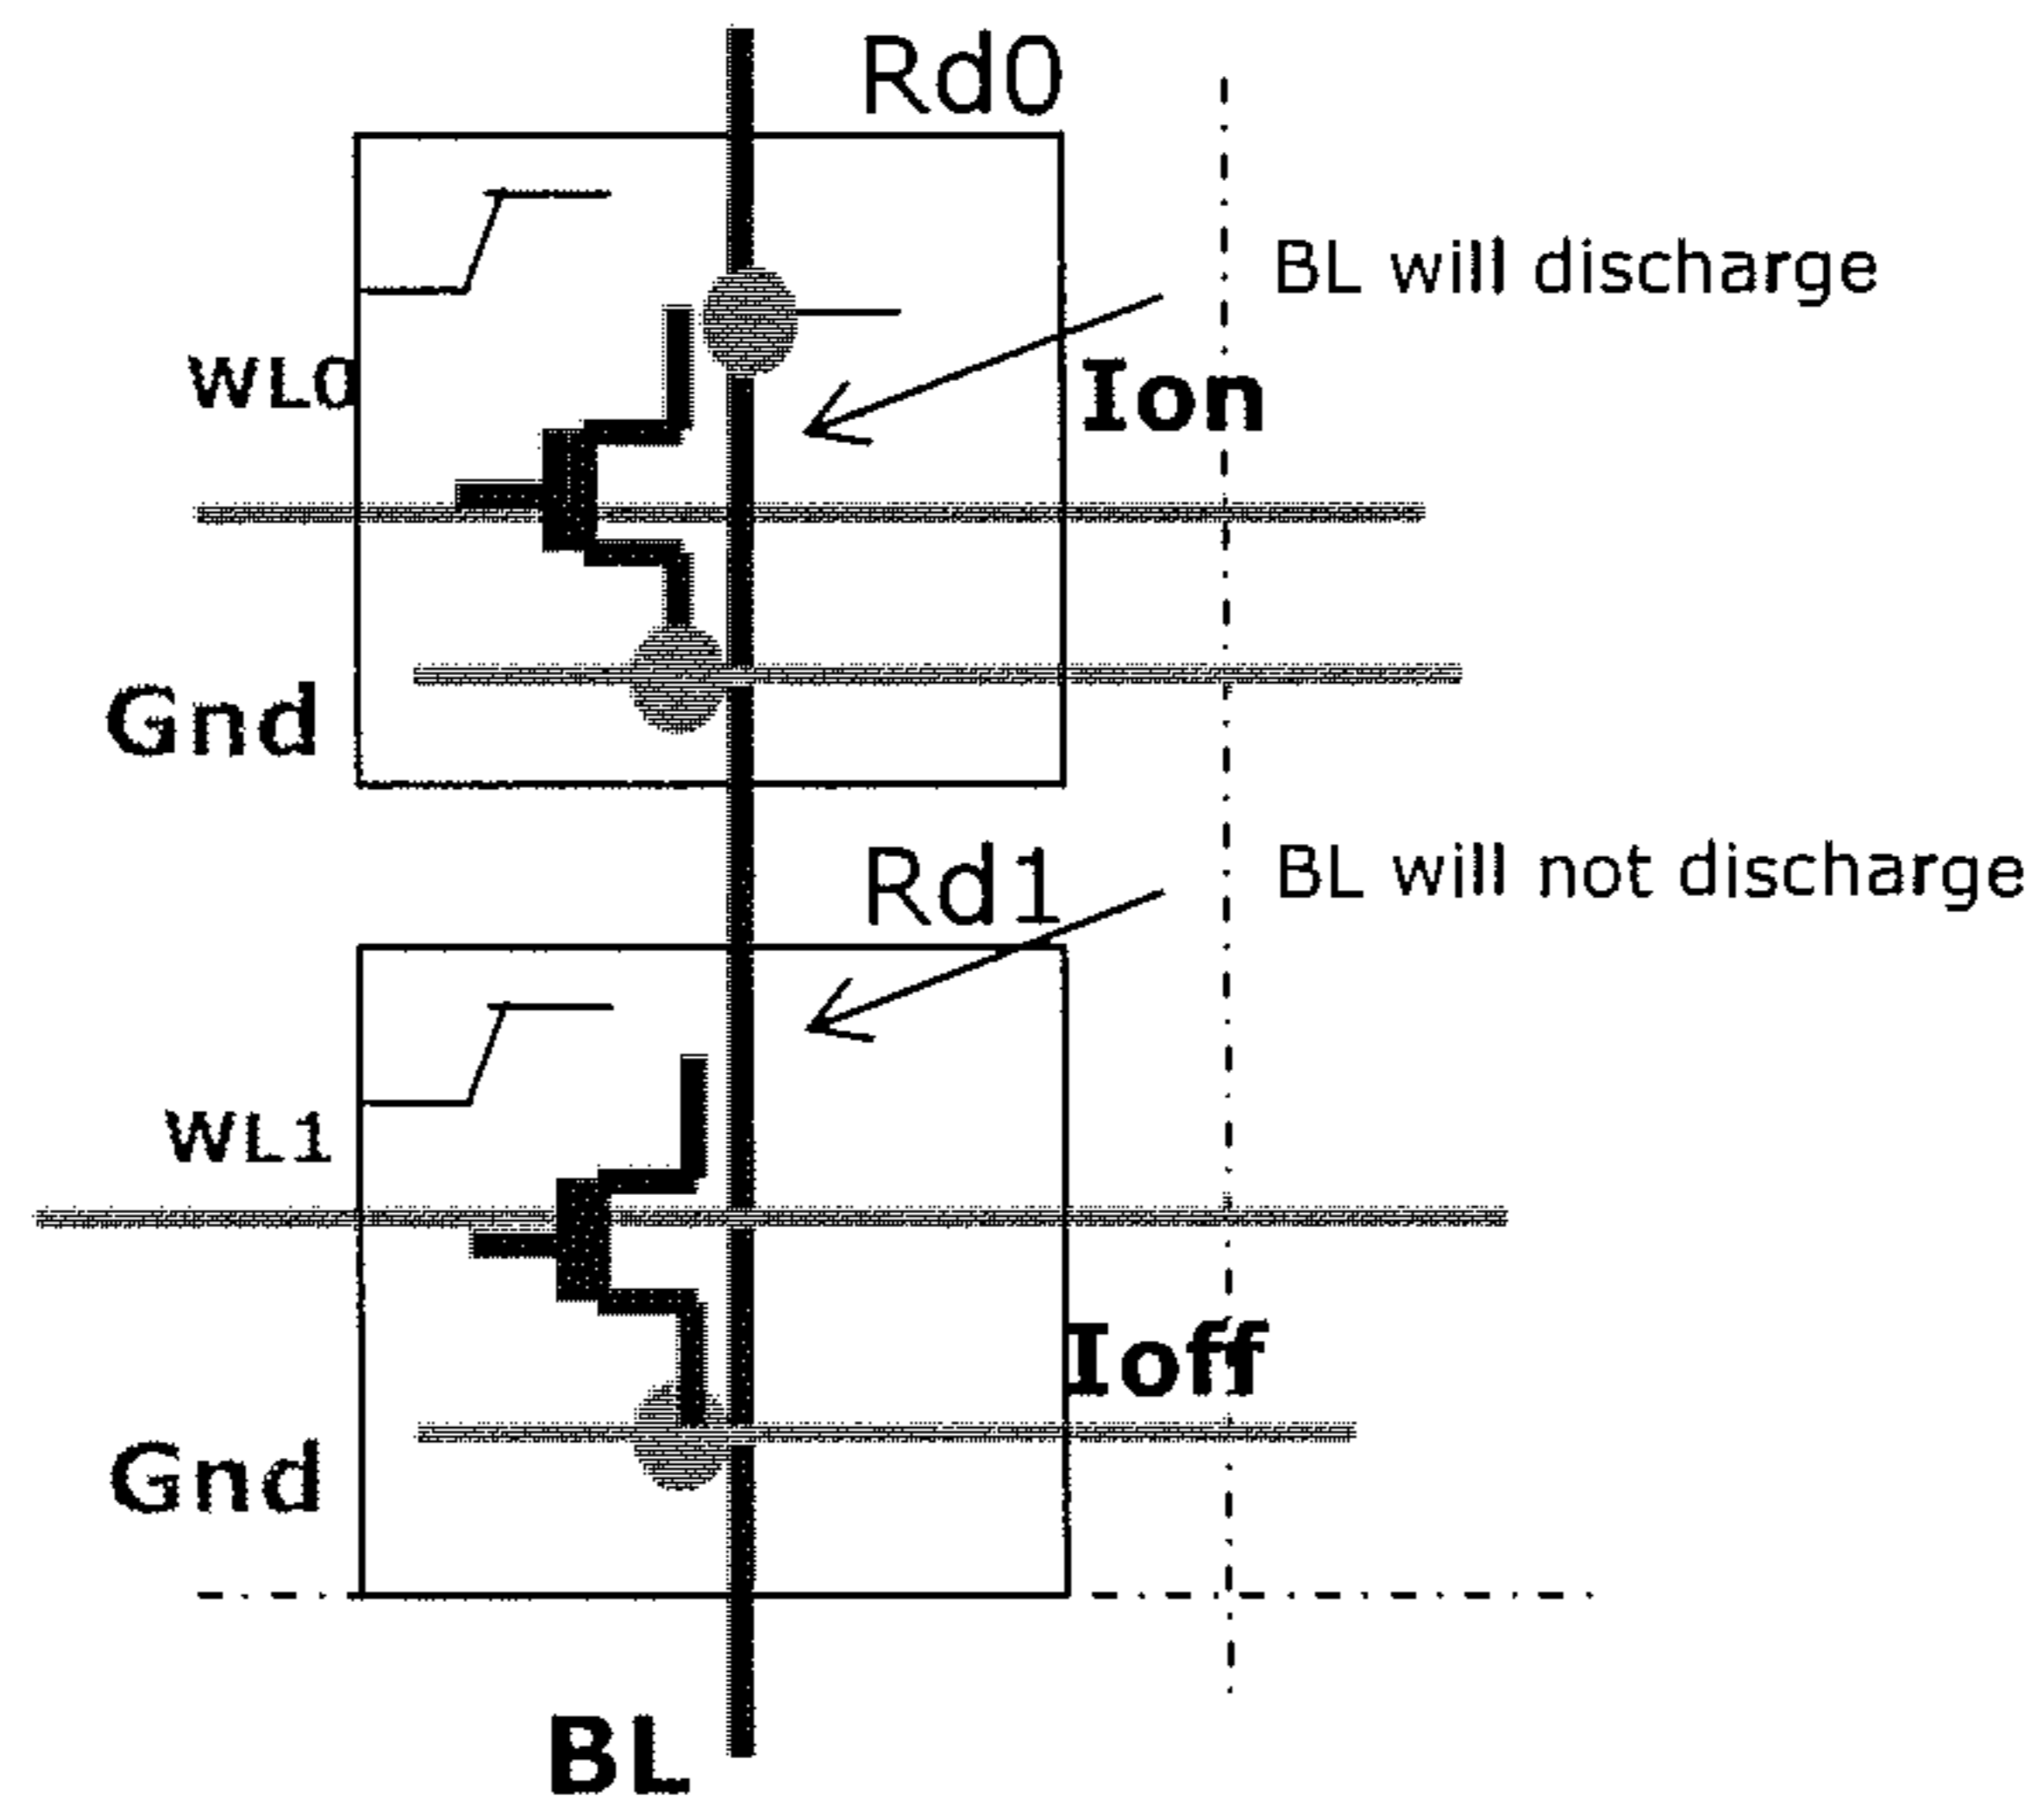 Rd0
BL will discharge
WL0
Ion
Gnd
Rd1
BL will not discharge
WL1
Ioff
Gnd
BL